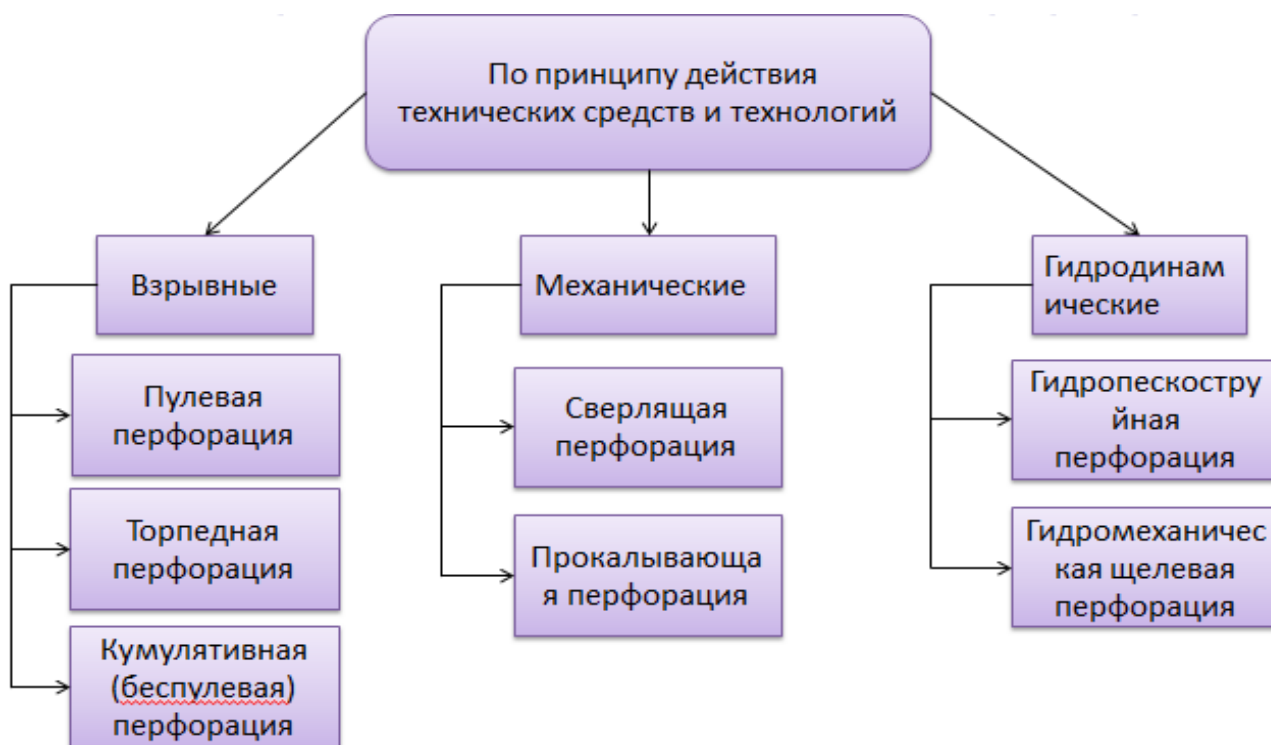 По принципу действия
технических средств и технологий
Взрывные
Механические
Гидродинам
ические
Пулевая
перфорация
Сверлящая
перфорация
Гидропескостру
йная
перфорация
Торпедная
перфорация
Прокалывающа
я перфорация
Гидромеханичес
кая щелевая
перфорация
Кумулятивная
(беспулевая)
перфорация